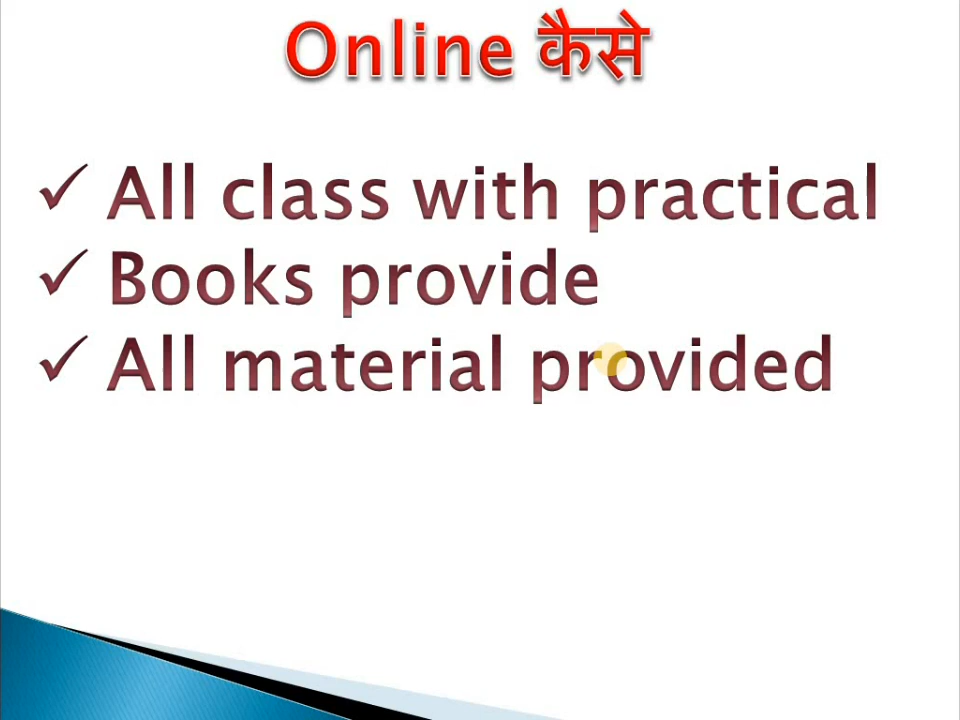 Online कैसे
✓ All class with practical
✓ Books provide
✓ All material provided